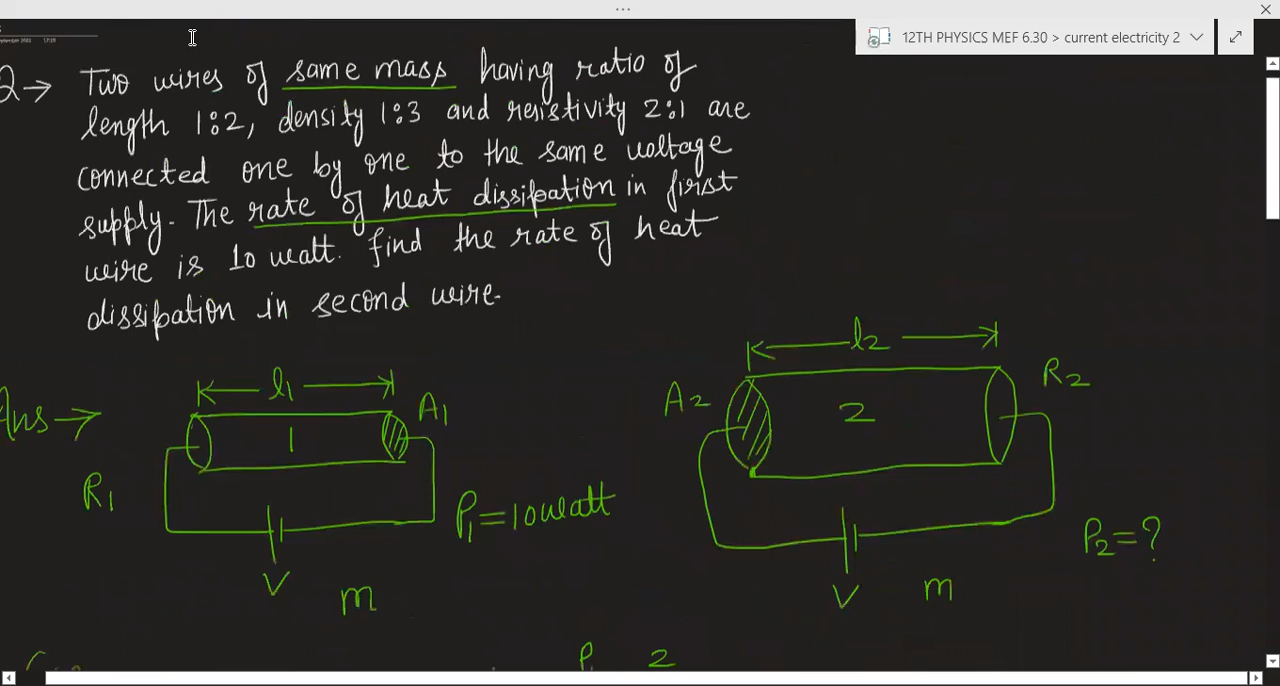 12TH PHYSICS MEF 6.30 > current electricity 2
Q→ Two wires of same mass having ratio of
length 1:2, density 1:3 and resistivity 2:1 are
connected one by one to the same voltage
supply. The rate of heat dissipation in first
wire is 10 watt. find the rate of heat
dissipation in second wire.
Ans→
l1
A1
1
R1
V
m
P1=10watt
l2
A2
2
R2
V
m
P2=?
P 2